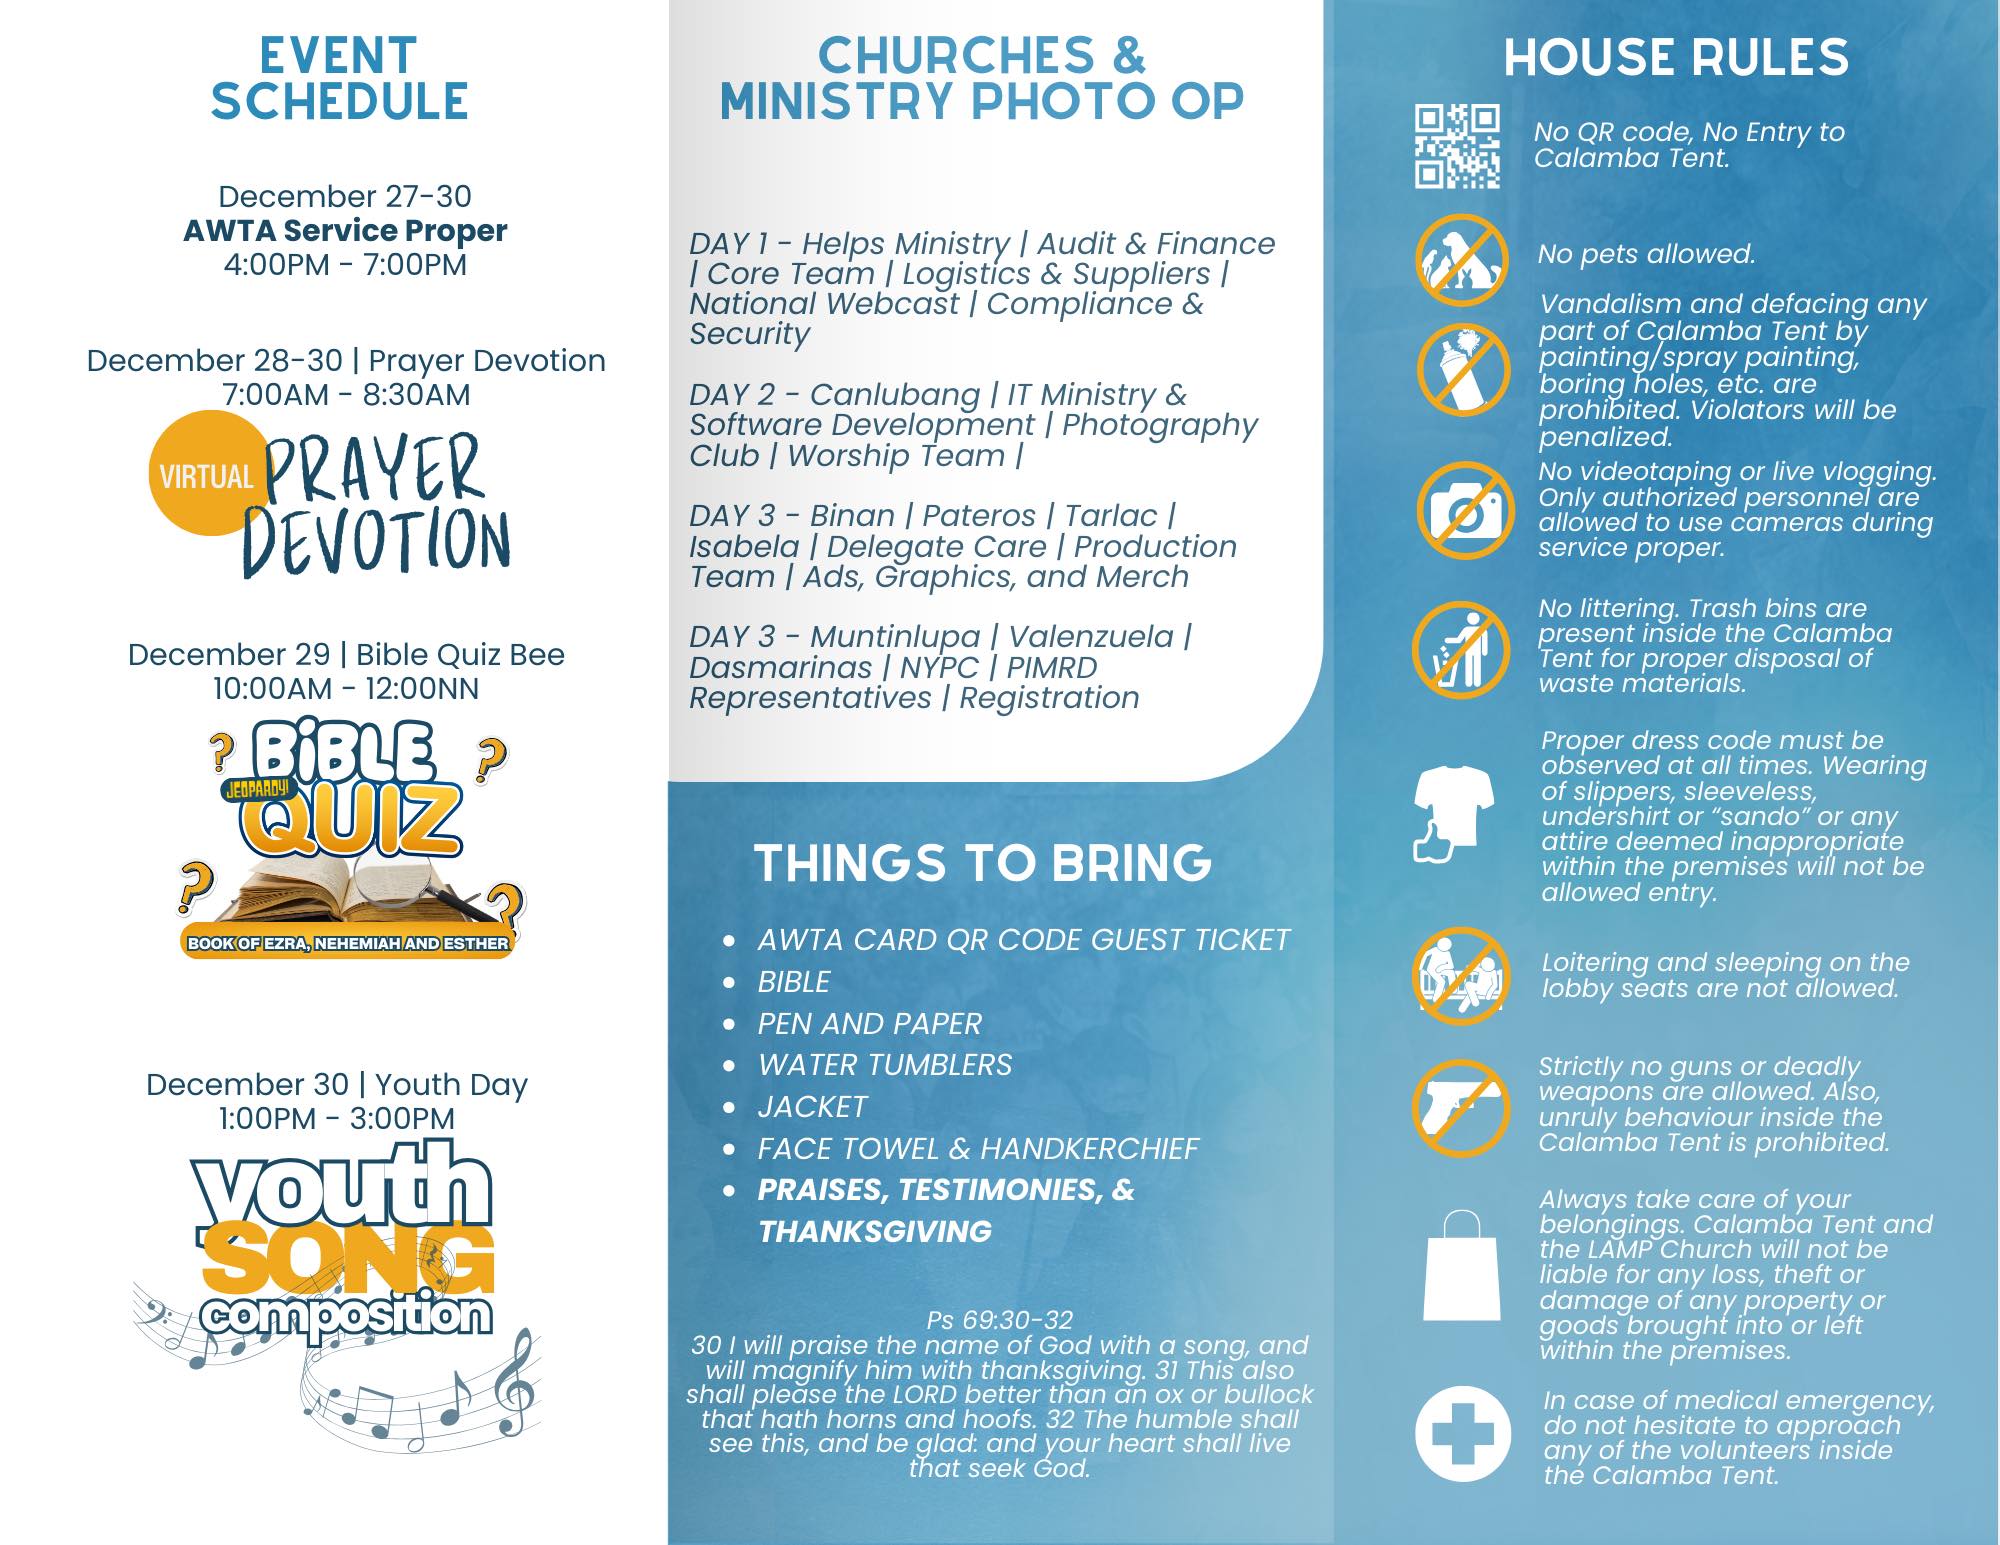 EVENT
SCHEDULE
December 27-30
AWTA Service Proper
4:00PM - 7:00PM
December 28-30 | Prayer Devotion
7:00AM - 8:30AM
VIRTUAL PRAYER
DEVOTION
December 29 | Bible Quiz Bee
10:00AM - 12:00NN
BiBLE
JEOPARDY!
QUIZ
BOOK OF EZRA, NEHEMIAH AND ESTHER
December 30 | Youth Day
1:00PM - 3:00PM
youth
SONG
composition
CHURCHES &
MINISTRY PHOTO OP
DAY 1 - Helps Ministry | Audit & Finance
| Core Team | Logistics & Suppliers |
National Webcast | Compliance &
Security
DAY 2 - Canlubang | IT Ministry &
Software Development | Photography
Club | Worship Team |
DAY 3 - Binan | Pateros | Tarlac |
Isabela | Delegate Care | Production
Team | Ads, Graphics, and Merch
DAY 3 - Muntinlupa | Valenzuela |
Dasmarinas | NYPC | PIMRD
Representatives | Registration
THINGS TO BRING
• AWTA CARD QR CODE GUEST TICKET
• BIBLE
• PEN AND PAPER
• WATER TUMBLERS
• JACKET
• FACE TOWEL & HANDKERCHIEF
• PRAISES, TESTIMONIES, &
THANKSGIVING
Ps 69:30-32
30 I will praise the name of God with a song, and
will magnify him with thanksgiving. 31 This also
shall please the LORD better than an ox or bullock
that hath horns and hoofs. 32 The humble shall
see this, and be glad: and your heart shall live
that seek God.
HOUSE RULES
No QR code, No Entry to
Calamba Tent.
No pets allowed.
Vandalism and defacing any
part of Calamba Tent by
painting/spray painting,
boring holes, etc. are
prohibited. Violators will be
penalized.
No videotaping or live vlogging.
Only authorized personnel are
allowed to use cameras during
service proper.
No littering. Trash bins are
present inside the Calamba
Tent for proper disposal of
waste materials.
Proper dress code must be
observed at all times. Wearing
of slippers, sleeveless,
undershirt or “sando” or any
attire deemed inappropriate
within the premises will not be
allowed entry.
Loitering and sleeping on the
lobby seats are not allowed.
Strictly no guns or deadly
weapons are allowed. Also,
unruly behaviour inside the
Calamba Tent is prohibited.
Always take care of your
belongings. Calamba Tent and
the LAMP Church will not be
liable for any loss, theft or
damage of any property or
goods brought into or left
within the premises.
In case of medical emergency,
do not hesitate to approach
any of the volunteers inside
the Calamba Tent.